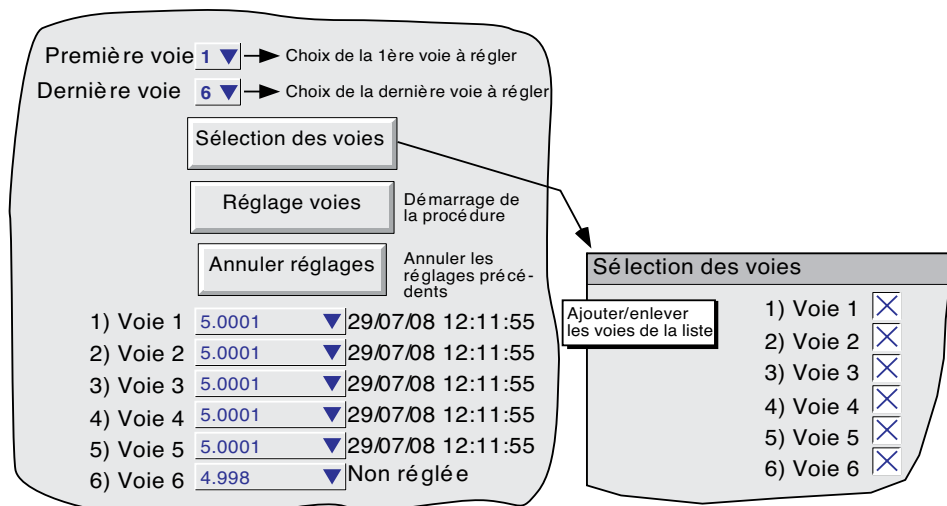 Première voie 1 Choix de la 1ère voie à régler
Dernière voie 6 Choix de la dernière voie à régler
Sélection des voies
Réglage voies Démarrage de
la procédure
Annuler réglages Annuler les
réglages précé-
dents
1) Voie 1 5.0001 29/07/08 12:11:55
2) Voie 2 5.0001 29/07/08 12:11:55
3) Voie 3 5.0001 29/07/08 12:11:55
4) Voie 4 5.0001 29/07/08 12:11:55
5) Voie 5 5.0001 29/07/08 12:11:55
6) Voie 6 4.998 Non réglée
Sélection des voies
Ajouter/enlever
les voies de la liste
1) Voie 1
2) Voie 2
3) Voie 3
4) Voie 4
5) Voie 5
6) Voie 6